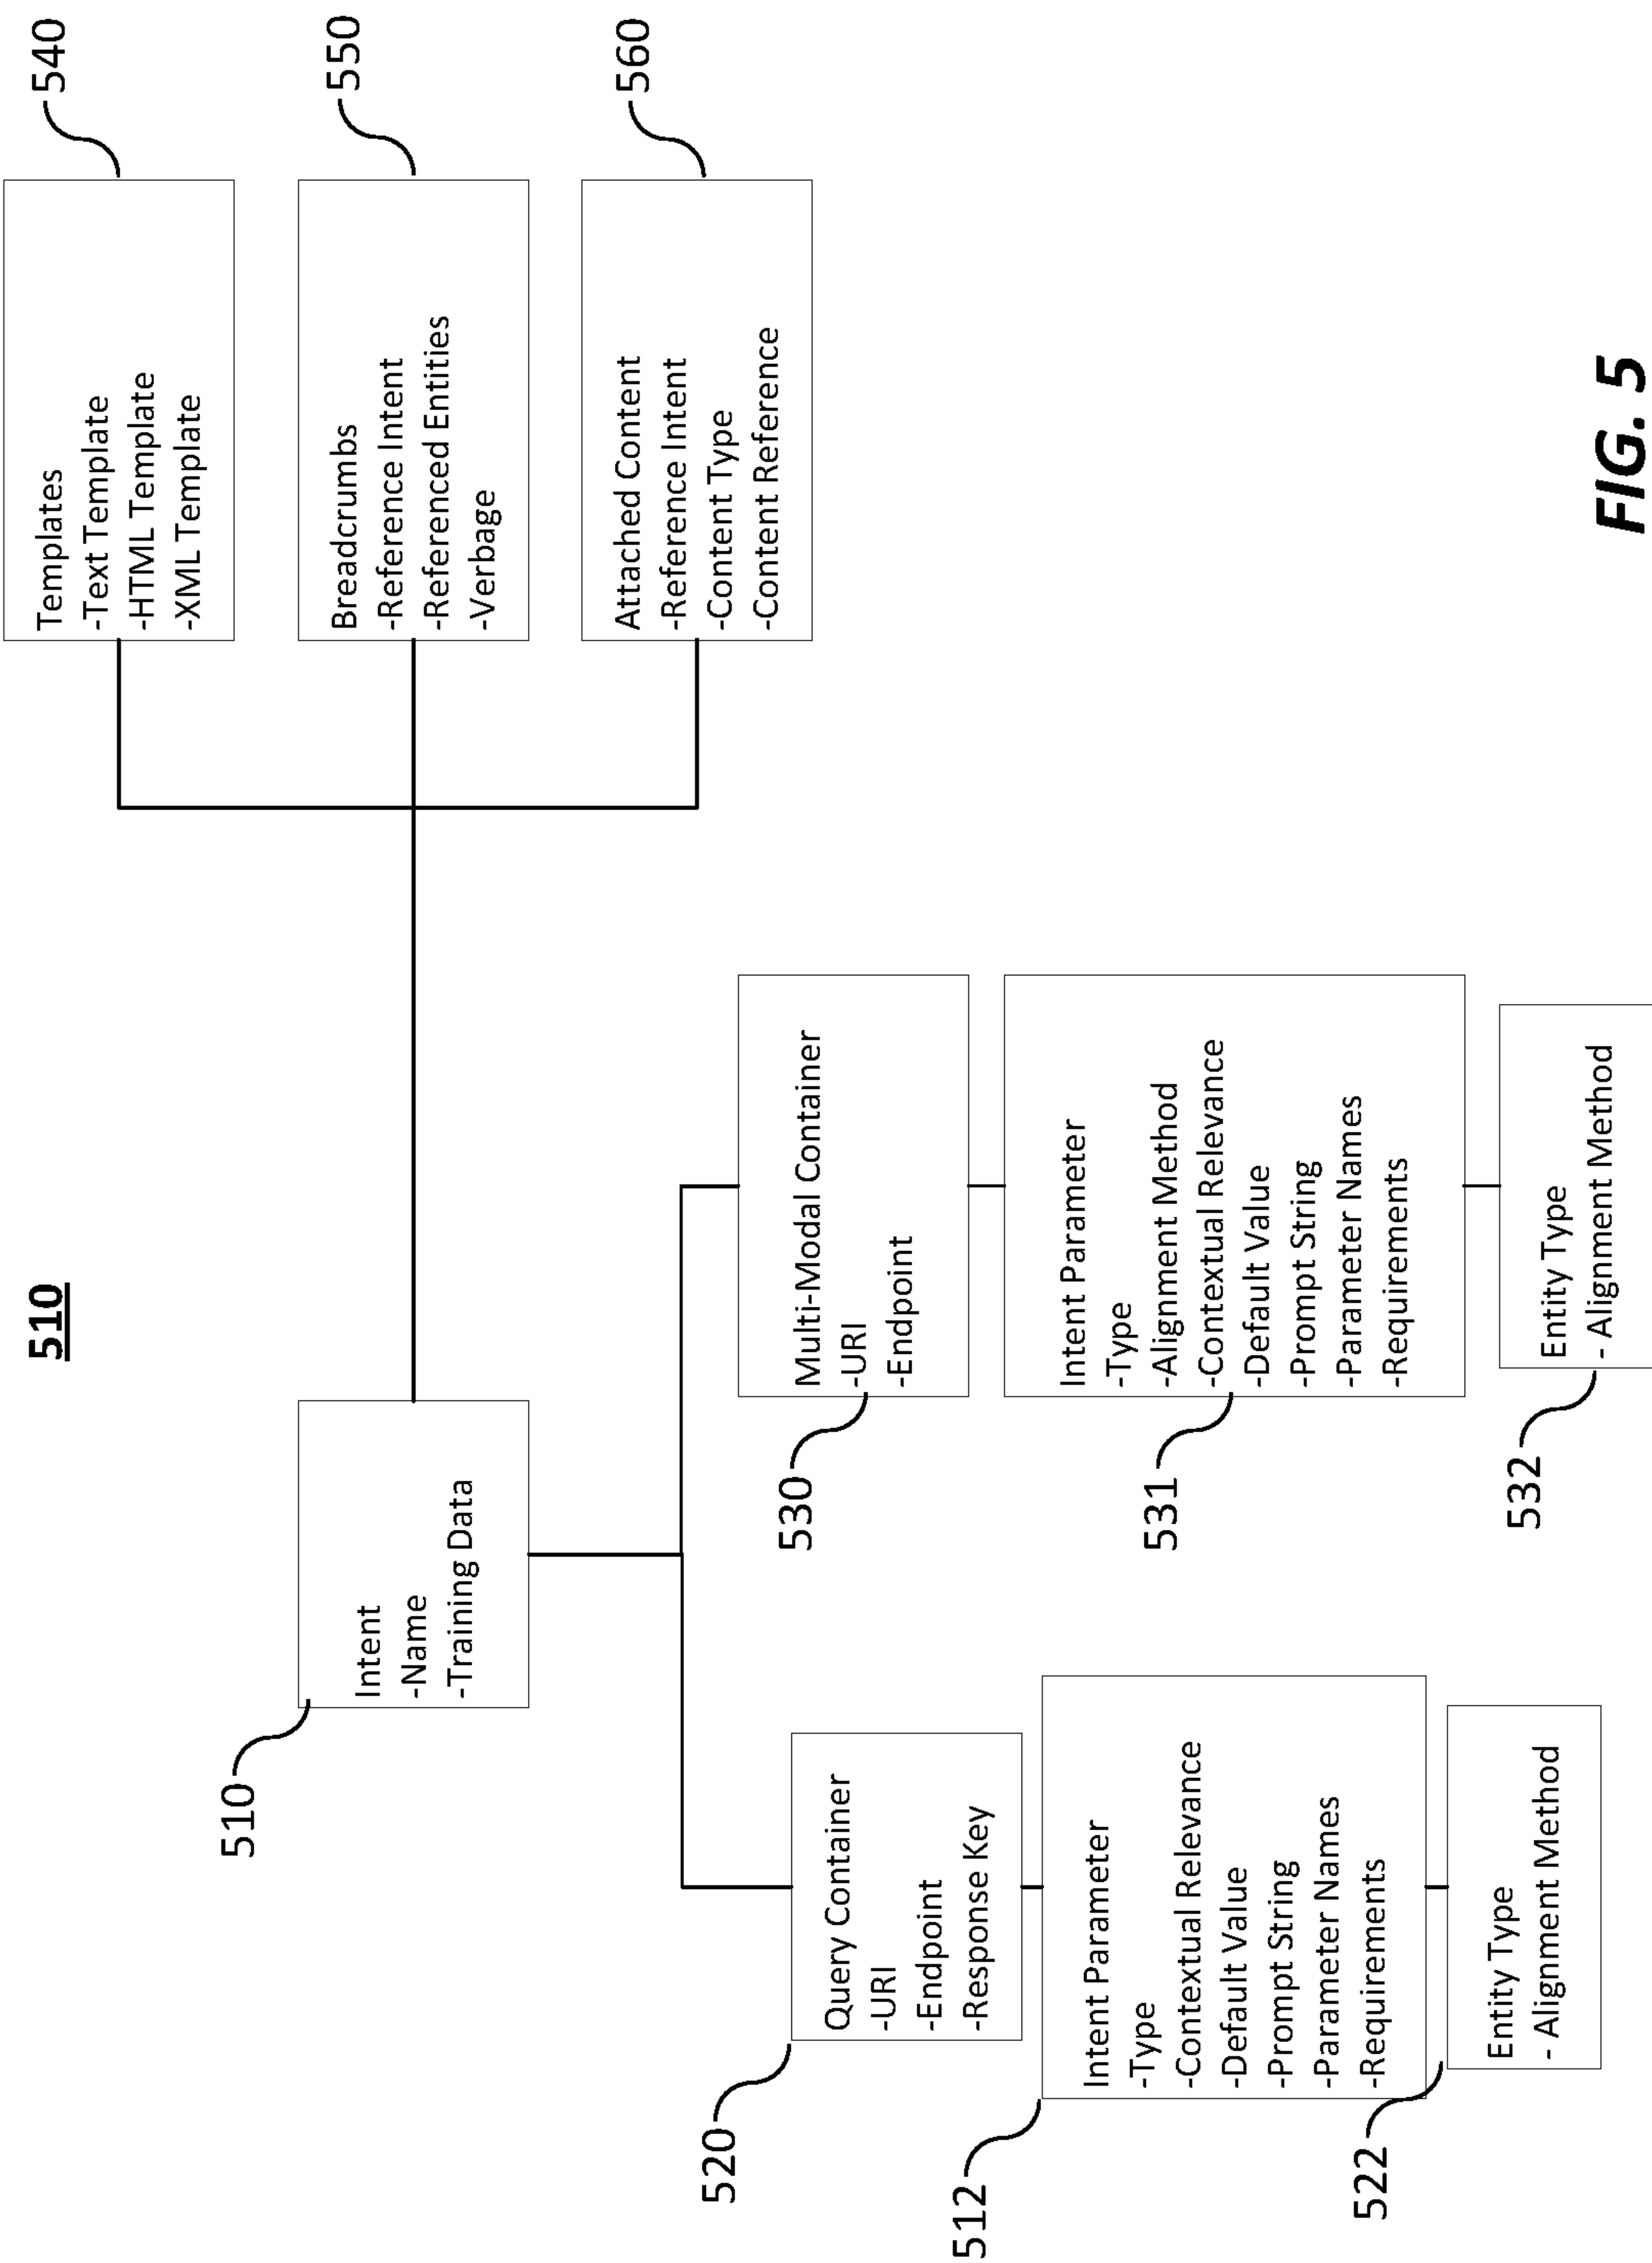 510
510
Intent
-Name
-Training Data
Templates
-Text Template
-HTML Template
-XML Template
540
Breadcrumbs
-Reference Intent
-Referenced Entities
-Verbage
550
Attached Content
-Reference Intent
-Content Type
-Content Reference
560
520
Query Container
-URI
-Endpoint
-Response Key
512
Intent Parameter
-Type
-Contextual Relevance
-Default Value
-Prompt String
-Parameter Names
-Requirements
522
Entity Type
- Alignment Method
530
Multi-Modal Container
-URI
-Endpoint
531
Intent Parameter
-Type
-Alignment Method
-Contextual Relevance
-Default Value
-Prompt String
-Parameter Names
-Requirements
532
Entity Type
- Alignment Method
FIG. 5